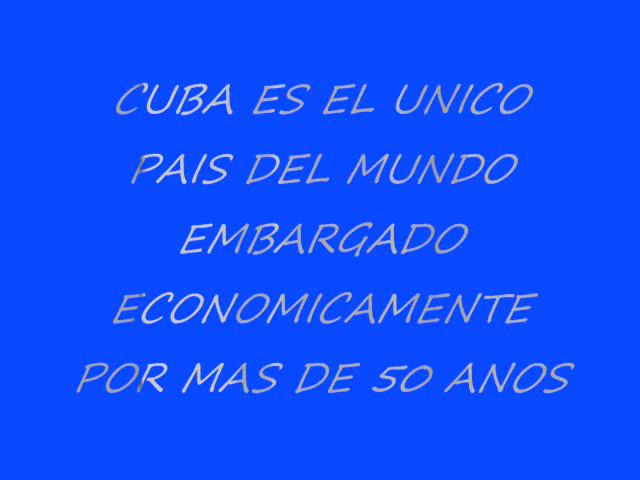 CUBA ES EL UNICO
PAIS DEL MUNDO
EMBARGADO
ECONOMICAMENTE
POR MAS DE 50 ANOS